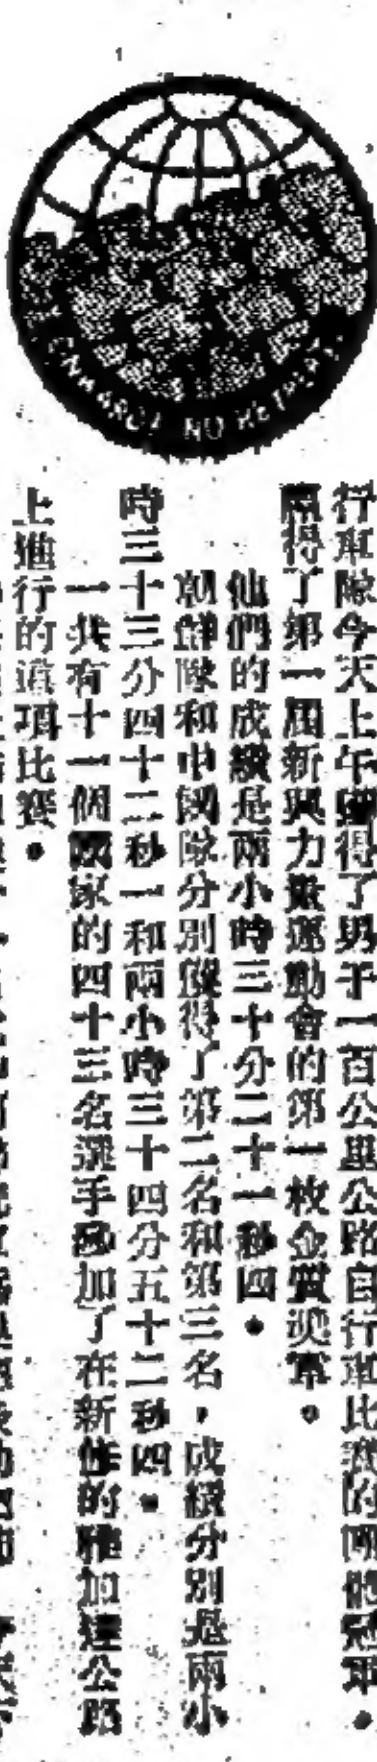 ONWARD! NO RETREAT
行車隊今天上午贏得了男子一百公里公路自行車比賽的團體冠軍。
贏得了第一屆新興力量運動會的第一枚金質獎章。
他們的成績是兩小時三十分二十一秒四。
朝鮮隊和中國隊分別獲得了第二名和第三名,成績分別是兩小
時三十三分四十二秒一和兩小時三十四分五十二秒四。
一共有十一個國家的四十三名選手參加了在新修的雅加達公路
上進行的這項比賽。